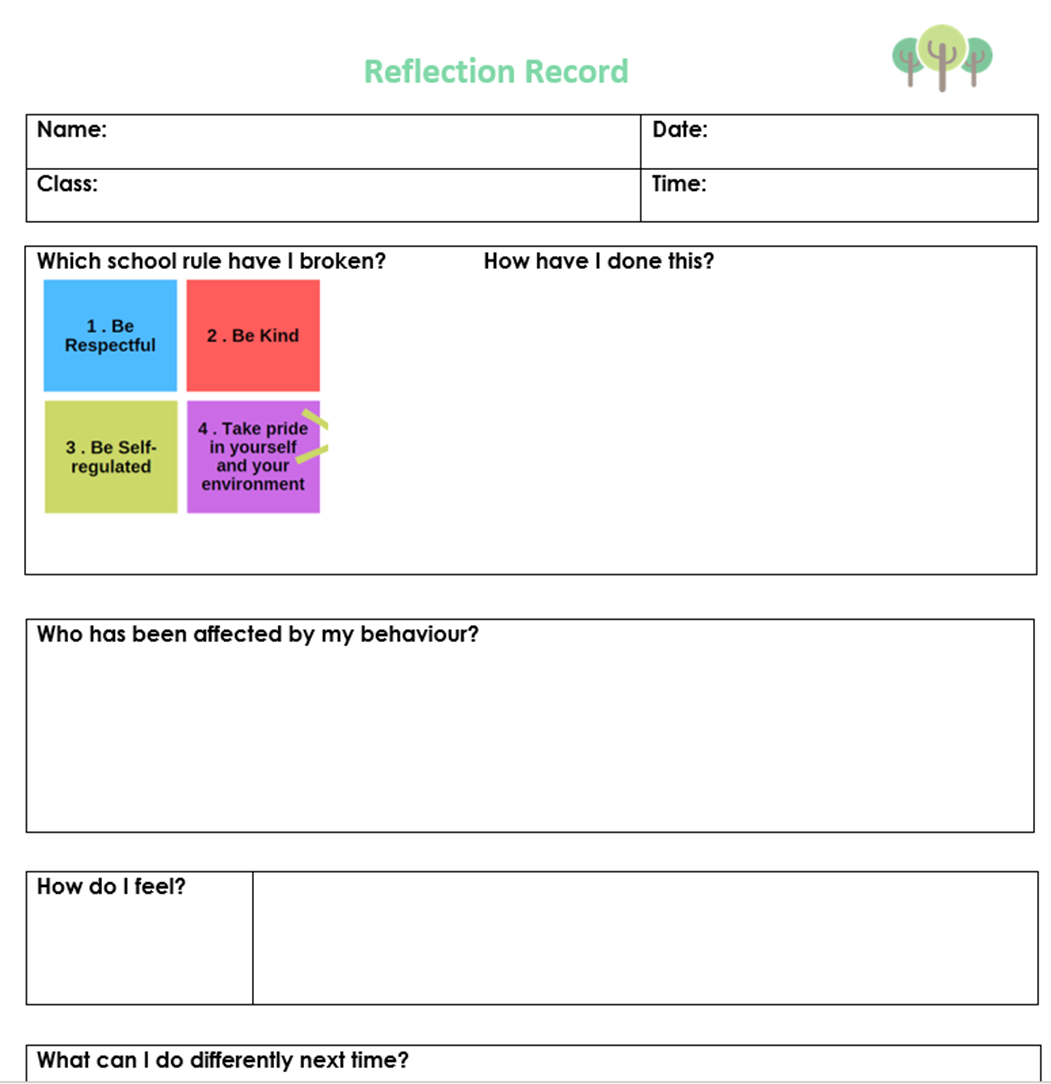 Reflection Record
Name:
Date:
Class:
Time:
Which school rule have I broken?
How have I done this?
1 . Be
Respectful
2 . Be Kind
3 . Be Self-
regulated
4 . Take pride
in yourself
and your
environment
Who has been affected by my behaviour?
How do I feel?
What can I do differently next time?